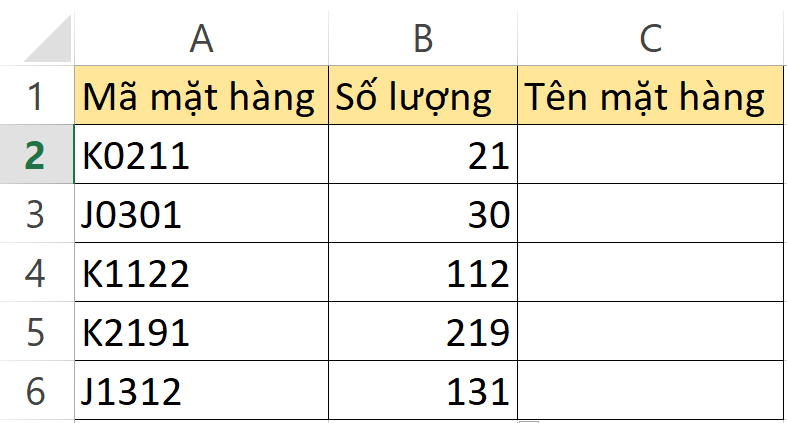 A B C
1 Mã mặt hàng Số lượng Tên mặt hàng
2 K0211 21
3 J0301 30
4 K1122 112
5 K2191 219
6 J1312 131